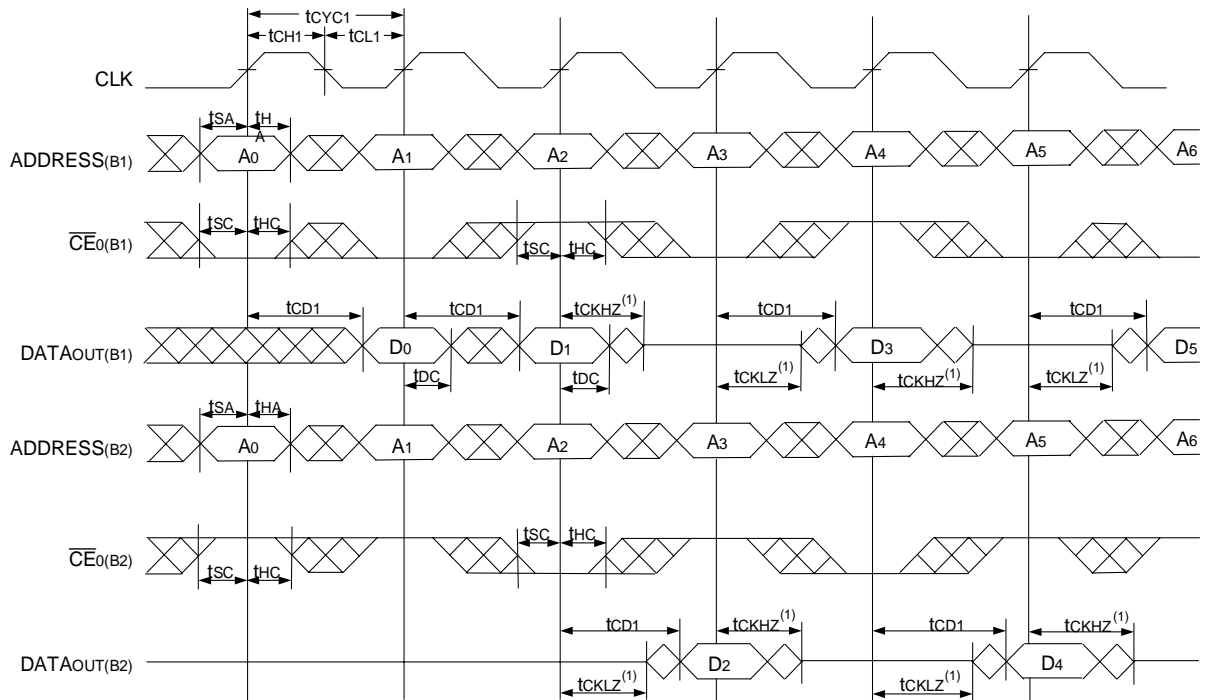 tCYC1
tCH1 tCL1
CLK
tSA tHA
ADDRESS(B1) A0 A1 A2 A3 A4 A5 A6
tSC tHC
CE0(B1) tSC tHC
tCD1 tCD1 tCKHZ(1) tCD1 tCD1
DATAOUT(B1) D0 D1 D3 D5
tDC tDC tCKLZ(1) tCKHZ(1) tCKLZ(1)
tSA tHA
ADDRESS(B2) A0 A1 A2 A3 A4 A5 A6
tSC tHC
CE0(B2)
tSC tHC
tCD1 tCKHZ(1) tCD1 tCKHZ(1)
DATAOUT(B2) D2 D4
tCKLZ(1) tCKLZ(1)